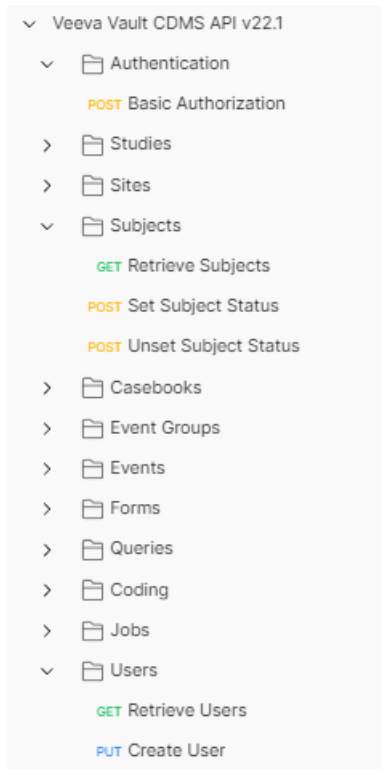 Veeva Vault CDMS API v22.1
Authentication
POST Basic Authorization
Studies
Sites
Subjects
GET Retrieve Subjects
POST Set Subject Status
POST Unset Subject Status
Casebooks
Event Groups
Events
Forms
Queries
Coding
Jobs
Users
GET Retrieve Users
PUT Create User